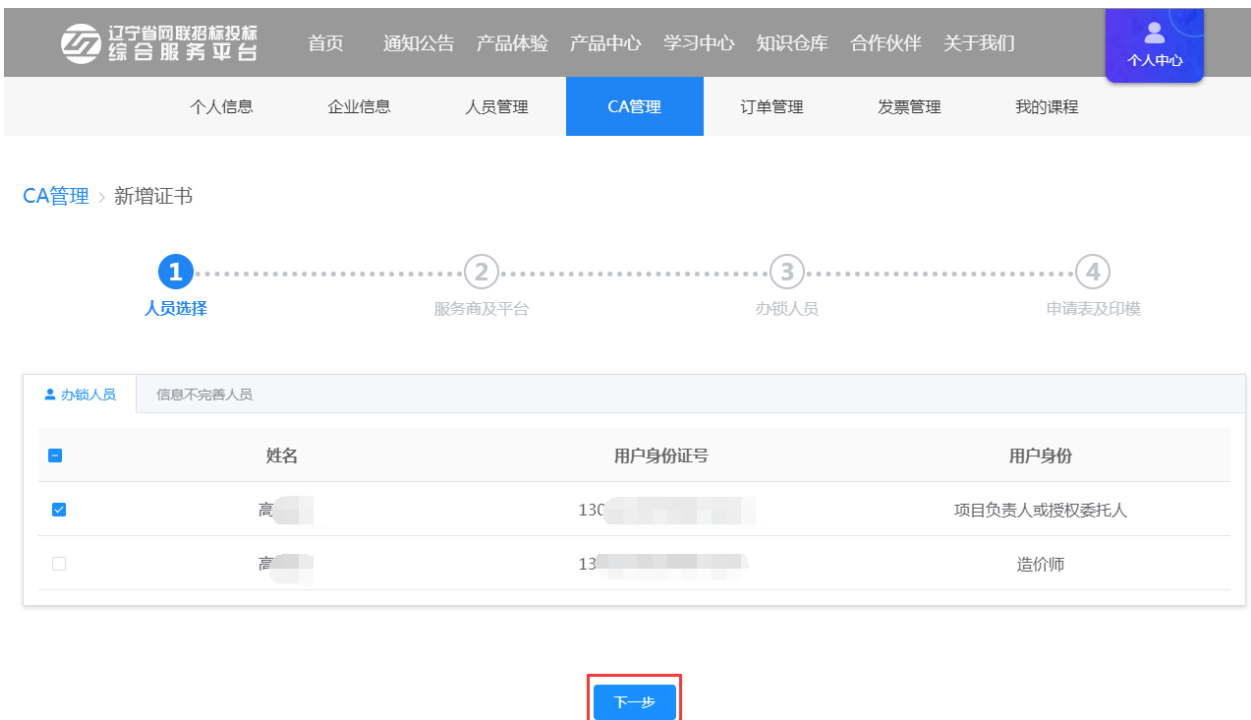 辽宁省网联招标投标
综合服务平台
首页 通知公告 产品体验 产品中心 学习中心 知识仓库 合作伙伴 关于我们
个人中心
个人信息 企业信息 人员管理 CA管理 订单管理 发票管理 我的课程
CA管理 > 新增证书
1 2 3 4
人员选择 服务商及平台 办锁人员 申请表及印模
办锁人员 信息不完善人员
姓名 用户身份证号 用户身份
高 130 项目负责人或授权委托人
高 13 造价师
下一步